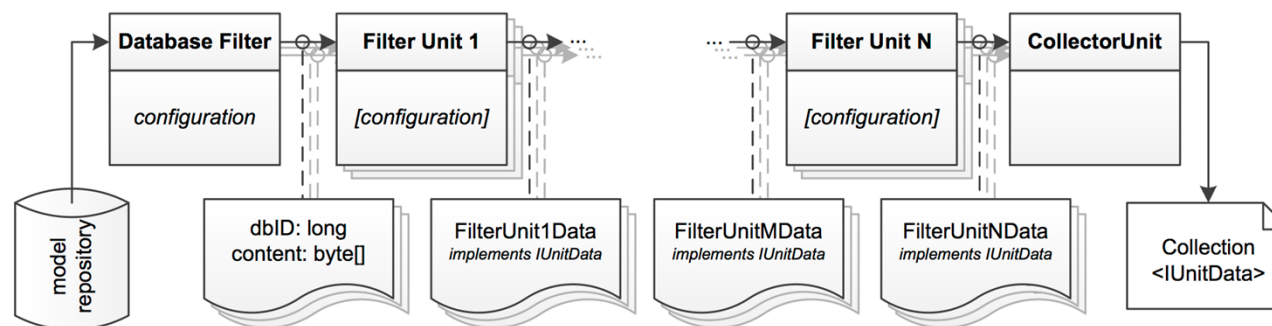 Database Filter
Filter Unit 1
...
...
...
...
Filter Unit N
CollectorUnit
configuration
[configuration]
[configuration]
model
repository
dbID: long
content: byte[]
FilterUnit1Data
implements IUnitData
FilterUnitMData
implements IUnitData
FilterUnitNData
implements IUnitData
Collection
<IUnitData>